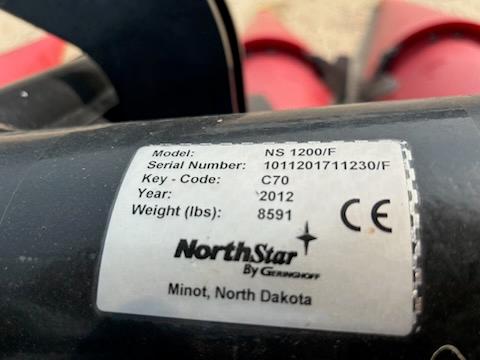 Model: NS 1200/F
Serial Number: 1011201711230/F
Key - Code: C70
Year: 2012
Weight (lbs): 8591
CE
NorthStar
By GERINGHOFF
Minot, North Dakota